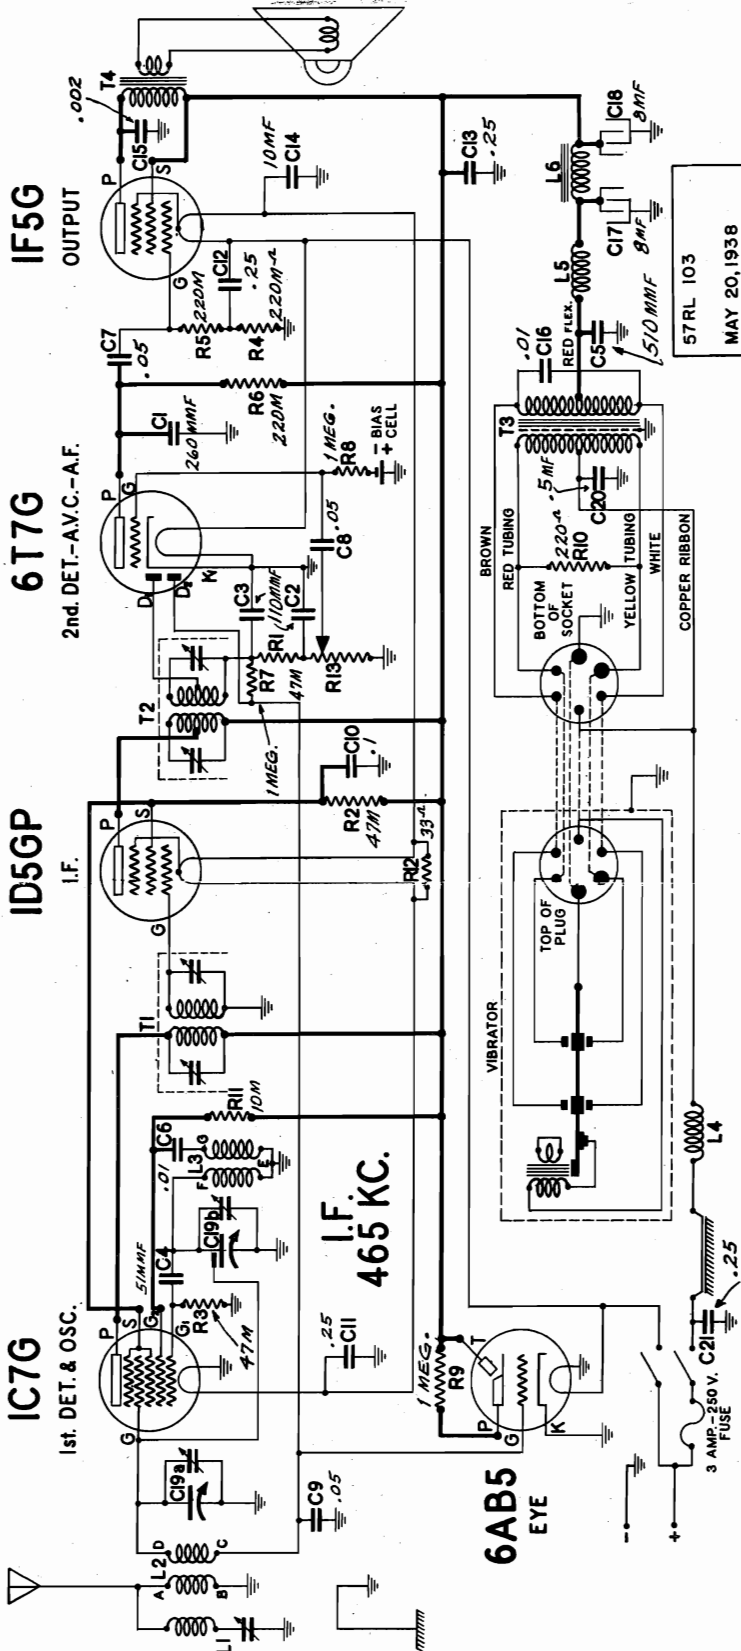 IC7G
1st. DET. & OSC.
ID5GP
I.F.
6T7G
2nd. DET.-A.V.C.-A.F.
IF5G
OUTPUT
L1
A
B
L2
D
C
C19a
G
P
S
G2
G1
51MMF
C4
R3
47M
C19b
.01
C6
L3
F
G
E
R11
10M
C9
.05
.25
C11
I.F.
465 KC.
T1
G
P
S
R2
47M
C10
.1
R12
33Ω
T2
1MEG.
D1
D2
K
P
G
C3
110MMF
C2
R1
R7
47M
R13
C8
.05
1 MEG.
R8
- BIAS
+ CELL
C1
260MMF
R6
220M
C7
.05
R5
220M
R4
220MΩ
C12
.25
G
P
S
C15
.002
T4
10MF
C14
C13
.25
6AB5
EYE
1 MEG.
R9
T
P
G
K
-
+
3 AMP.-250 V.
FUSE
C21
.25
L4
VIBRATOR
TOP OF
PLUG
BOTTOM
OF
SOCKET
BROWN
RED TUBING
YELLOW TUBING
WHITE
COPPER RIBBON
220Ω
R10
.5MF
C20
T3
.01
C16
RED FLEX.
C5
510MMF
L5
L6
C17
8MF
C18
8MF
57RL 103
MAY 20,1938